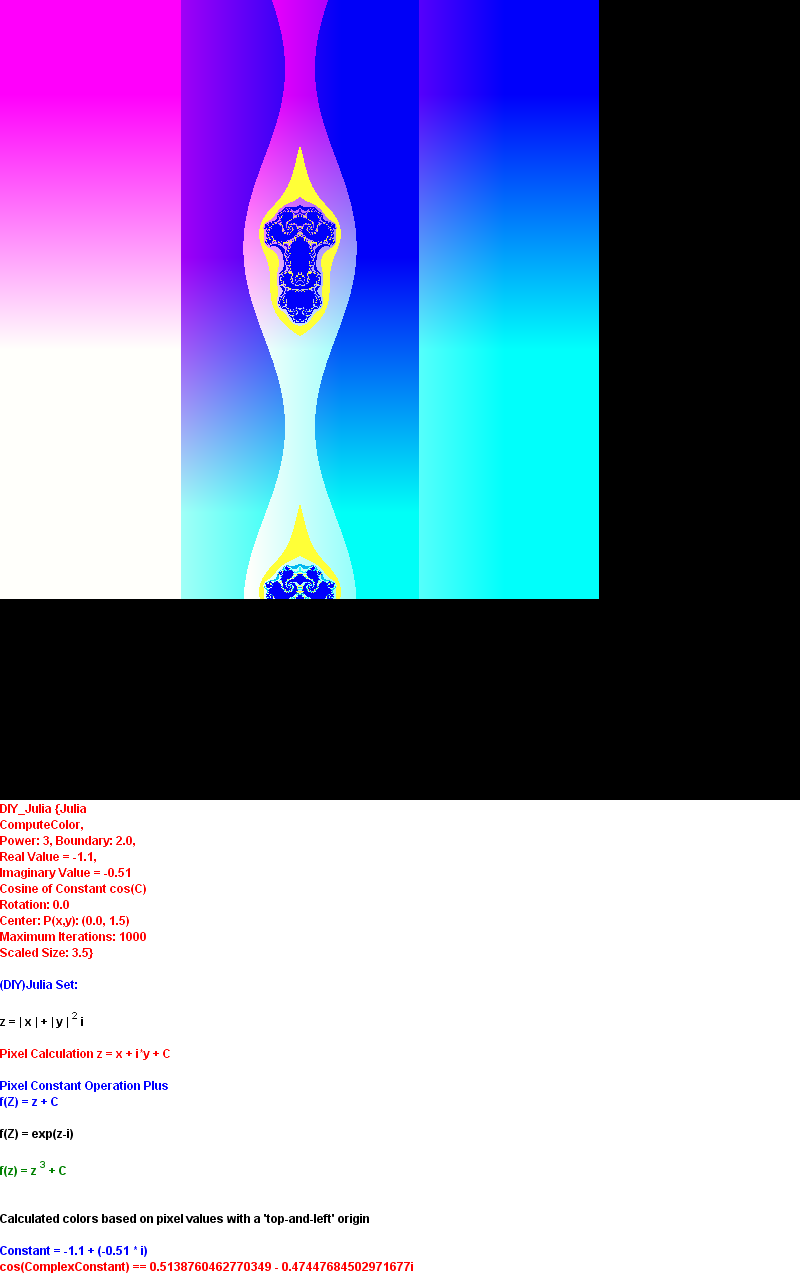 DIY_Julia {Julia
ComputeColor,
Power: 3, Boundary: 2.0,
Real Value = -1.1,
Imaginary Value = -0.51
Cosine of Constant cos(C)
Rotation: 0.0
Center: P(x,y): (0.0, 1.5)
Maximum Iterations: 1000
Scaled Size: 3.5}
(DIY)Julia Set:
z = | x | + | y | 2 i
Pixel Calculation z = x + i*y + C
Pixel Constant Operation Plus
f(Z) = z + C
f(Z) = exp(z-i)
f(z) = z 3 + C
Calculated colors based on pixel values with a 'top-and-left' origin
Constant = -1.1 + (-0.51 * i)
cos(ComplexConstant) == 0.5138760462770349 - 0.47447684502971677i